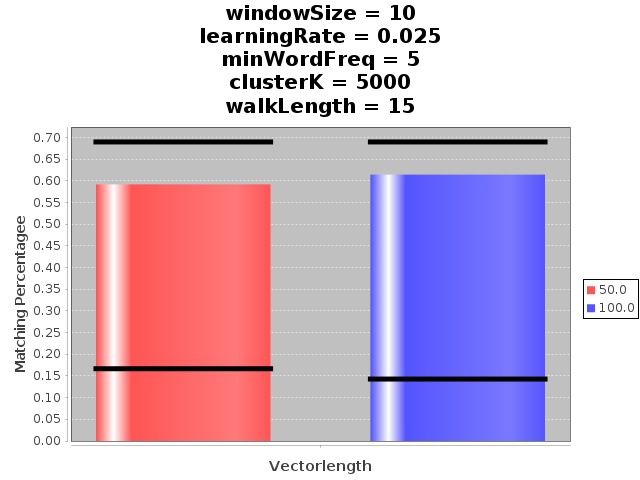 windowSize = 10
learningRate = 0.025
minWordFreq = 5
clusterK = 5000
walkLength = 15
0.70
0.65
0.60
0.55
0.50
0.45
0.40
0.35
0.30
0.25
0.20
0.15
0.10
0.05
0.00
Matching Percentagee
Vectorlength
50.0
100.0